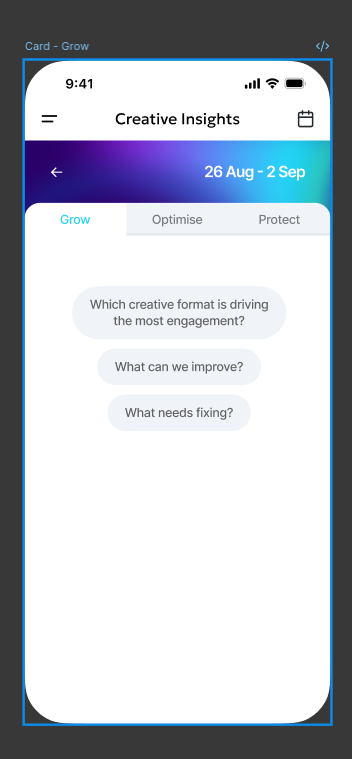 Card - Grow
</>
9:41
Creative Insights
26 Aug - 2 Sep
Grow Optimise Protect
Which creative format is driving
the most engagement?
What can we improve?
What needs fixing?